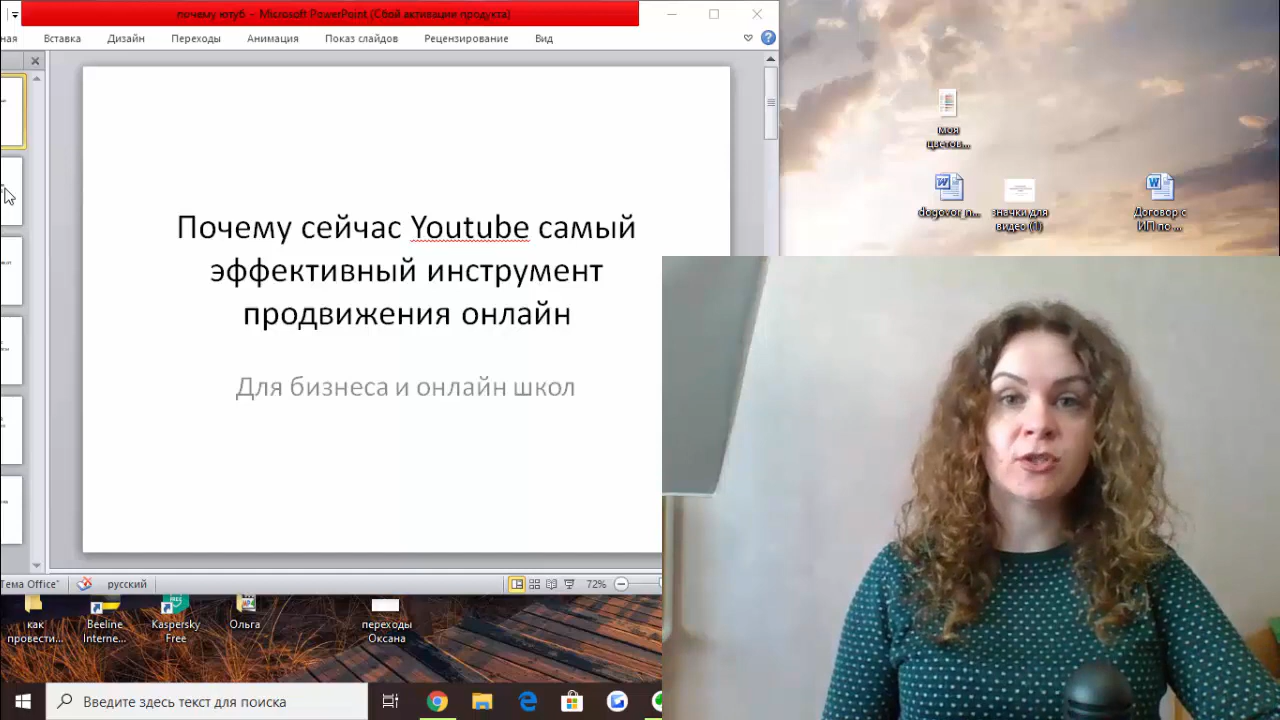 почему ютуб - Microsoft PowerPoint (Сбой активации продукта)
ная Вставка Дизайн Переходы Анимация Показ слайдов Рецензирование Вид
Почему сейчас Youtube самый
эффективный инструмент
продвижения онлайн
Для бизнеса и онлайн школ
моя
цветов...
dogovor_n...
значки для
видео (1)
Договор с
ИП по ...
Тема Office" русский 72%
как
провести...
Beeline
Interne...
Kaspersky
Free
Ольга
переходы
Оксана
Введите здесь текст для поиска